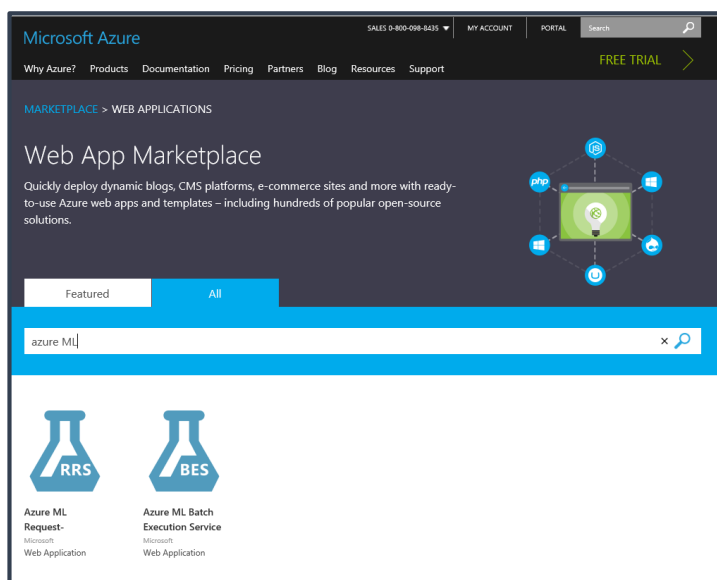 Microsoft Azure
SALES 0-800-098-8435
MY ACCOUNT
PORTAL
Search
Why Azure? Products Documentation Pricing Partners Blog Resources Support
FREE TRIAL
MARKETPLACE > WEB APPLICATIONS
Web App Marketplace
Quickly deploy dynamic blogs, CMS platforms, e-commerce sites and more with ready-
to-use Azure web apps and templates – including hundreds of popular open-source
solutions.
JS
php
Featured
All
azure ML
RRS
BES
Azure ML
Request-
Microsoft
Web Application
Azure ML Batch
Execution Service
Microsoft
Web Application